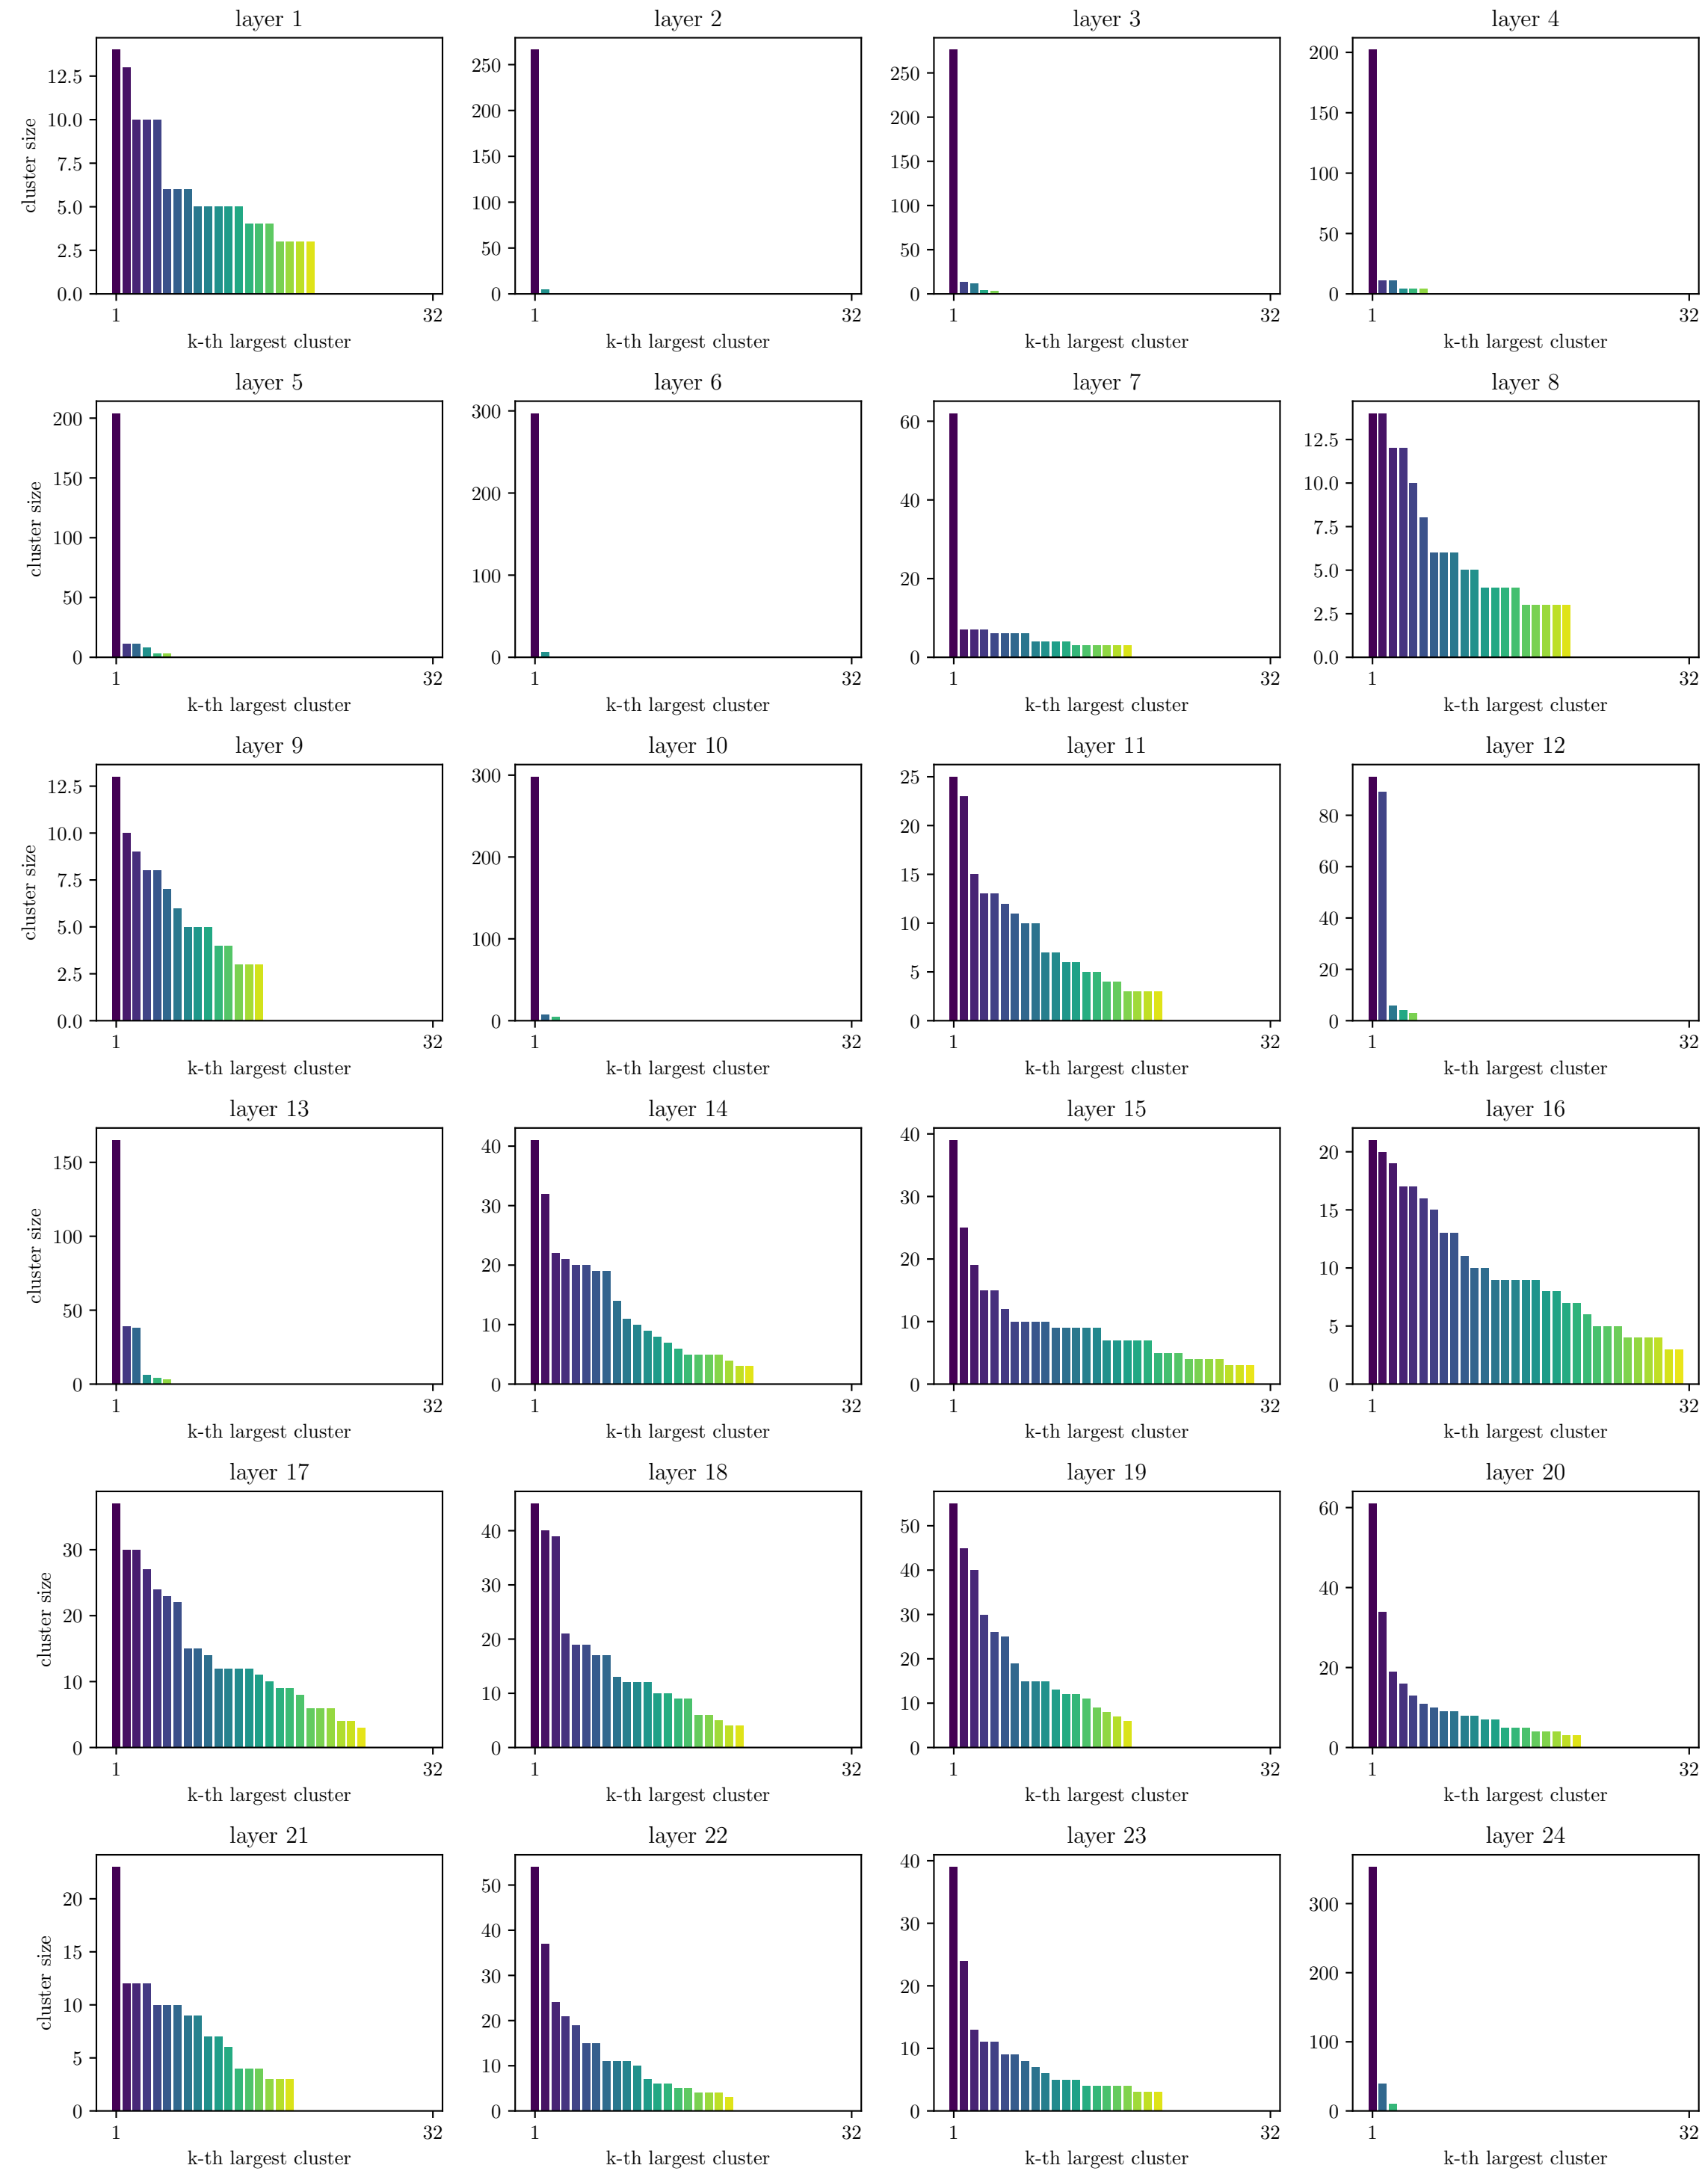 layer 1
layer 2
layer 3
layer 4
cluster size
12.5
10.0
7.5
5.0
2.5
0.0
250
200
150
100
50
0
250
200
150
100
50
0
200
150
100
50
0
1 32
1 32
1 32
1 32
k-th largest cluster
k-th largest cluster
k-th largest cluster
k-th largest cluster
layer 5
layer 6
layer 7
layer 8
cluster size
200
150
100
50
0
300
200
100
0
60
40
20
0
12.5
10.0
7.5
5.0
2.5
0.0
1 32
1 32
1 32
1 32
k-th largest cluster
k-th largest cluster
k-th largest cluster
k-th largest cluster
layer 9
layer 10
layer 11
layer 12
cluster size
12.5
10.0
7.5
5.0
2.5
0.0
300
200
100
0
25
20
15
10
5
0
80
60
40
20
0
1 32
1 32
1 32
1 32
k-th largest cluster
k-th largest cluster
k-th largest cluster
k-th largest cluster
layer 13
layer 14
layer 15
layer 16
cluster size
150
100
50
0
40
30
20
10
0
40
30
20
10
0
20
15
10
5
0
1 32
1 32
1 32
1 32
k-th largest cluster
k-th largest cluster
k-th largest cluster
k-th largest cluster
layer 17
layer 18
layer 19
layer 20
cluster size
30
20
10
0
40
30
20
10
0
50
40
30
20
10
0
60
40
20
0
1 32
1 32
1 32
1 32
k-th largest cluster
k-th largest cluster
k-th largest cluster
k-th largest cluster
layer 21
layer 22
layer 23
layer 24
cluster size
20
15
10
5
0
50
40
30
20
10
0
40
30
20
10
0
300
200
100
0
1 32
1 32
1 32
1 32
k-th largest cluster
k-th largest cluster
k-th largest cluster
k-th largest cluster